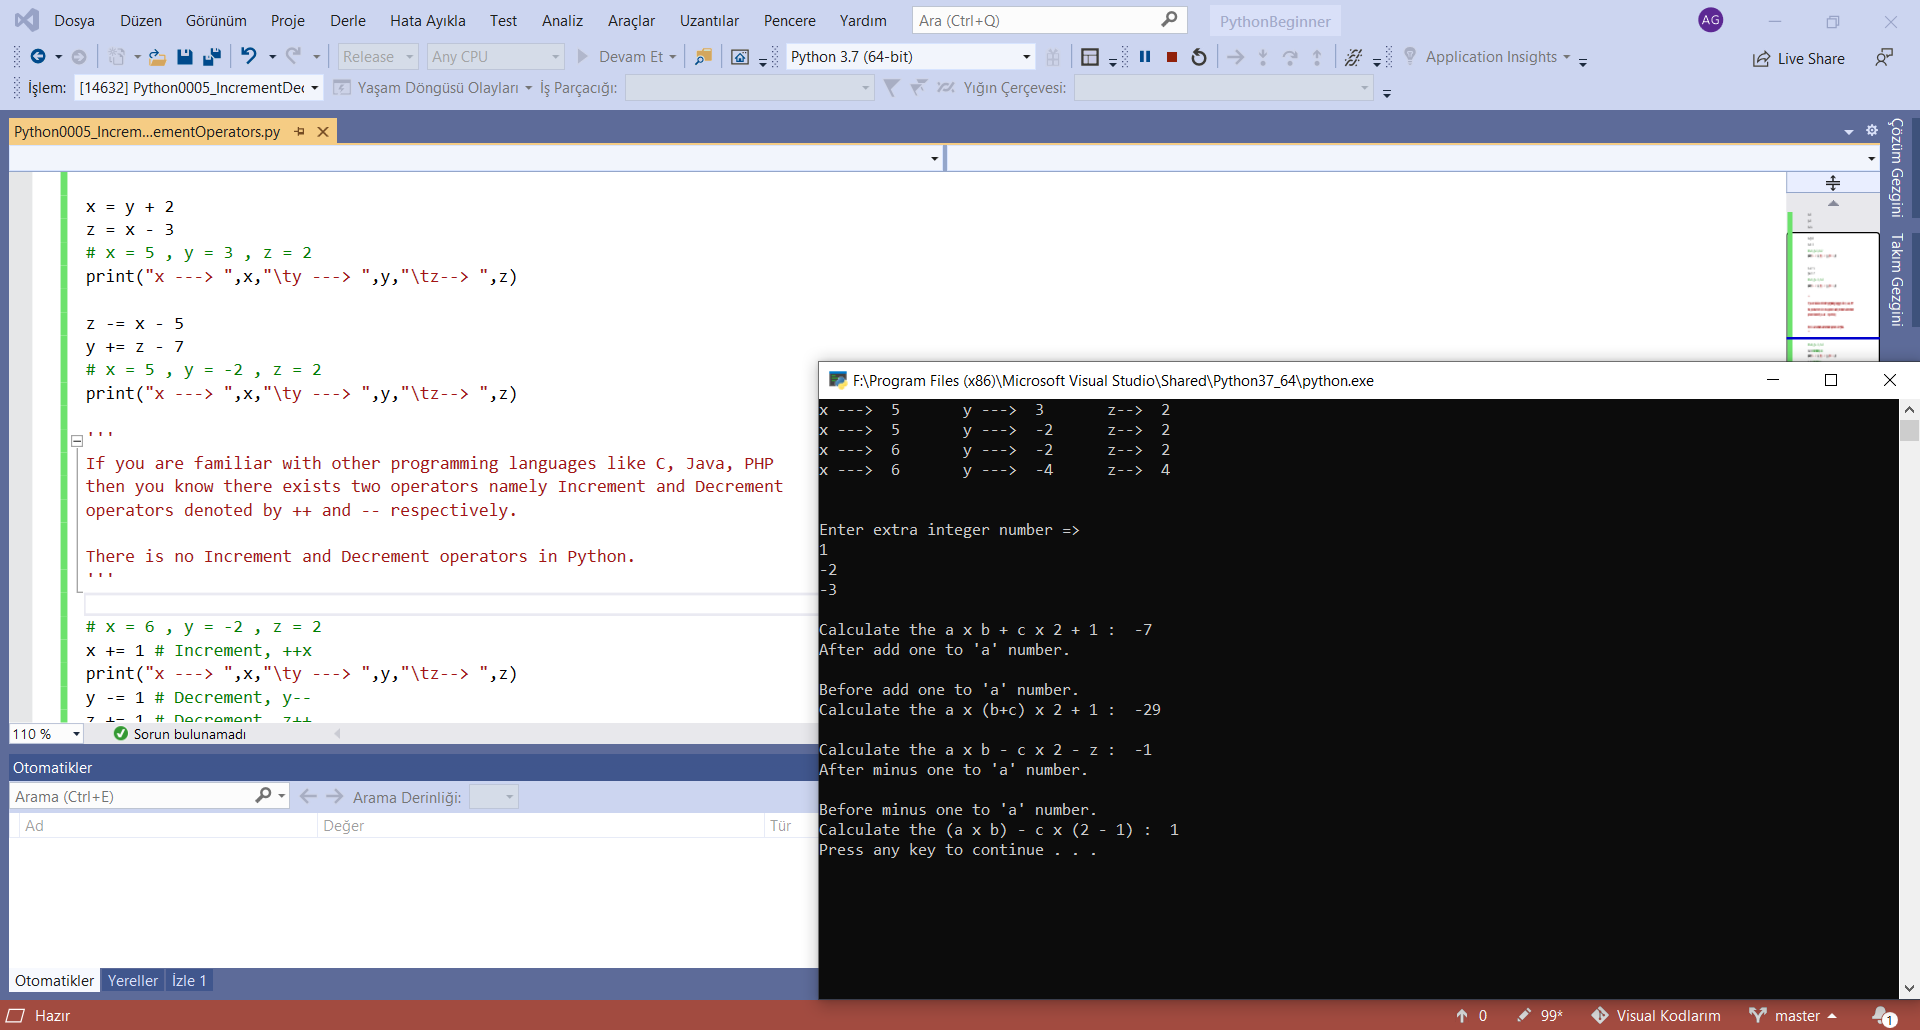 Dosya Düzen Görünüm Proje Derle Hata Ayıkla Test Analiz Araçlar Uzantılar Pencere Yardım Ara (Ctrl+Q) PythonBeginner AG
Release Any CPU Devam Et Python 3.7 (64-bit) Application Insights Live Share
İşlem: [14632] Python0005_IncrementDec Yaşam Döngüsü Olayları İş Parçacığı: Yığın Çerçevesi:
Python0005_Increm...ementOperators.py
Çözüm Gezgini
Takım Gezgini
x = y + 2
z = x - 3
# x = 5 , y = 3 , z = 2
print("x ---> ",x,"\ty ---> ",y,"\tz--> ",z)
z -= x - 5
y += z - 7
# x = 5 , y = -2 , z = 2
print("x ---> ",x,"\ty ---> ",y,"\tz--> ",z)
'''
If you are familiar with other programming languages like C, Java, PHP
then you know there exists two operators namely Increment and Decrement
operators denoted by ++ and -- respectively.
There is no Increment and Decrement operators in Python.
'''
# x = 6 , y = -2 , z = 2
x += 1 # Increment, ++x
print("x ---> ",x,"\ty ---> ",y,"\tz--> ",z)
y -= 1 # Decrement, y--
z += 1 # Decrement, z++
110 % Sorun bulunamadı
Otomatikler
Arama (Ctrl+E) Arama Derinliği:
Ad Değer Tür
Otomatikler Yereller İzle 1
F:\Program Files (x86)\Microsoft Visual Studio\Shared\Python37_64\python.exe
x ---> 5 y ---> 3 z--> 2
x ---> 5 y ---> -2 z--> 2
x ---> 6 y ---> -2 z--> 2
x ---> 6 y ---> -4 z--> 4
Enter extra integer number =>
1
-2
-3
Calculate the a x b + c x 2 + 1 : -7
After add one to 'a' number.
Before add one to 'a' number.
Calculate the a x (b+c) x 2 + 1 : -29
Calculate the a x b - c x 2 - z : -1
After minus one to 'a' number.
Before minus one to 'a' number.
Calculate the (a x b) - c x (2 - 1) : 1
Press any key to continue . . .
Hazır 0 99* Visual Kodlarım master 1